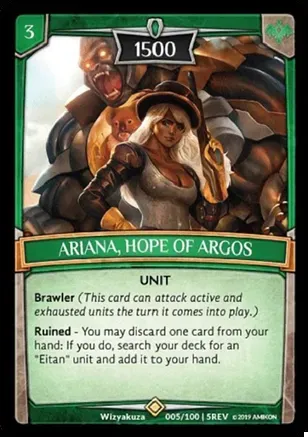 3
1500
ARIANA, HOPE OF ARGOS
UNIT
Brawler (This card can attack active and
exhausted units the turn it comes into play.)
Ruined - You may discard one card from your
hand: If you do, search your deck for an
"Eitan" unit and add it to your hand.
Wizyakuza 005/100 | SREV ©2019 AMIKON